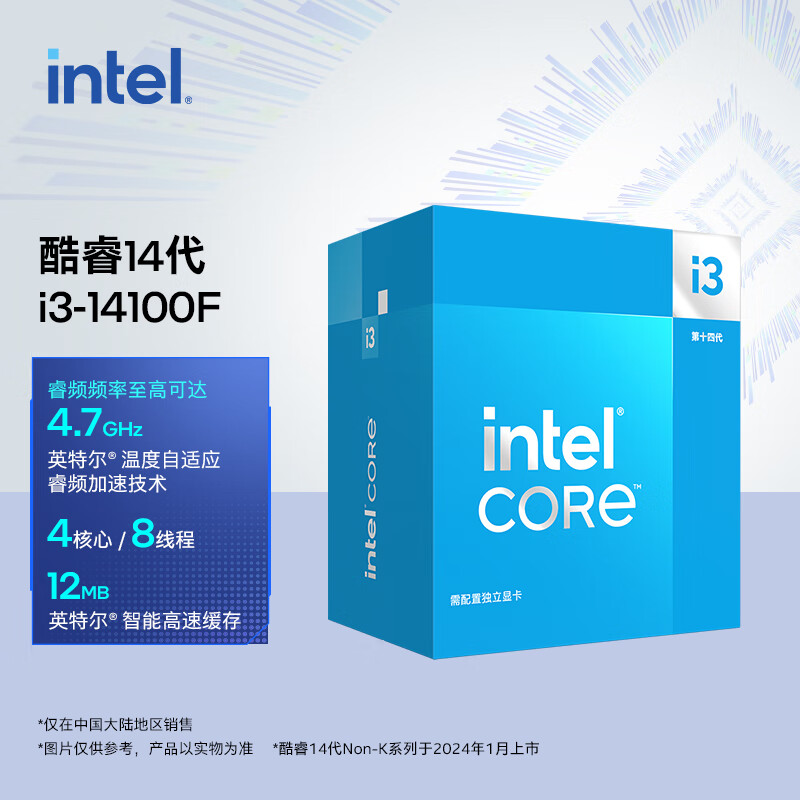 intel®
酷睿14代
i3-14100F
睿频频率至高可达
4.7GHz
英特尔® 温度自适应
睿频加速技术
4核心 / 8线程
12MB
英特尔® 智能高速缓存
i3
第十四代
i3
intel® CORE™
intel®
CORE™
需配置独立显卡
*仅在中国大陆地区销售
*图片仅供参考，产品以实物为准 *酷睿14代Non-K系列于2024年1月上市